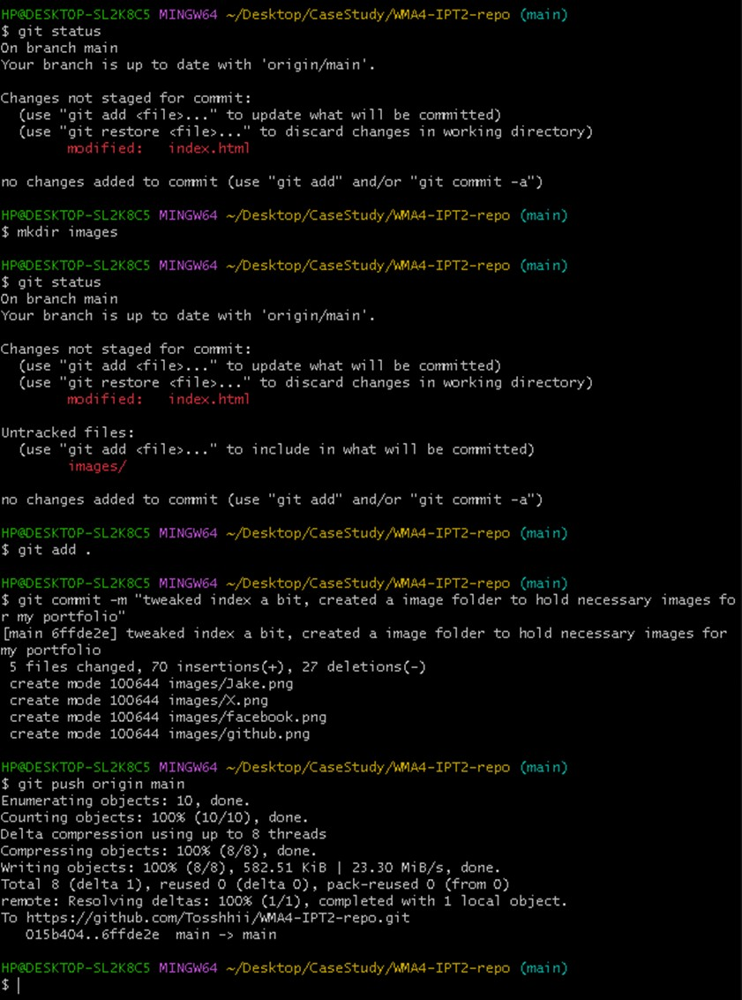 HP@DESKTOP-SL2K8C5 MINGW64 ~/Desktop/CaseStudy/WMA4-IPT2-repo (main)
$ git status
On branch main
Your branch is up to date with 'origin/main'.
Changes not staged for commit:
  (use "git add <file>..." to update what will be committed)
  (use "git restore <file>..." to discard changes in working directory)
        modified:   index.html
no changes added to commit (use "git add" and/or "git commit -a")
HP@DESKTOP-SL2K8C5 MINGW64 ~/Desktop/CaseStudy/WMA4-IPT2-repo (main)
$ mkdir images
HP@DESKTOP-SL2K8C5 MINGW64 ~/Desktop/CaseStudy/WMA4-IPT2-repo (main)
$ git status
On branch main
Your branch is up to date with 'origin/main'.
Changes not staged for commit:
  (use "git add <file>..." to update what will be committed)
  (use "git restore <file>..." to discard changes in working directory)
        modified:   index.html
Untracked files:
  (use "git add <file>..." to include in what will be committed)
        images/
no changes added to commit (use "git add" and/or "git commit -a")
HP@DESKTOP-SL2K8C5 MINGW64 ~/Desktop/CaseStudy/WMA4-IPT2-repo (main)
$ git add .
HP@DESKTOP-SL2K8C5 MINGW64 ~/Desktop/CaseStudy/WMA4-IPT2-repo (main)
$ git commit -m "tweaked index a bit, created a image folder to hold necessary images fo
r my portfolio"
[main 6ffde2e] tweaked index a bit, created a image folder to hold necessary images for
my portfolio
 5 files changed, 70 insertions(+), 27 deletions(-)
 create mode 100644 images/Jake.png
 create mode 100644 images/X.png
 create mode 100644 images/facebook.png
 create mode 100644 images/github.png
HP@DESKTOP-SL2K8C5 MINGW64 ~/Desktop/CaseStudy/WMA4-IPT2-repo (main)
$ git push origin main
Enumerating objects: 10, done.
Counting objects: 100% (10/10), done.
Delta compression using up to 8 threads
Compressing objects: 100% (8/8), done.
Writing objects: 100% (8/8), 582.51 KiB | 23.30 MiB/s, done.
Total 8 (delta 1), reused 0 (delta 0), pack-reused 0 (from 0)
remote: Resolving deltas: 100% (1/1), completed with 1 local object.
To https://github.com/Tosshhii/WMA4-IPT2-repo.git
   015b404..6ffde2e  main -> main
HP@DESKTOP-SL2K8C5 MINGW64 ~/Desktop/CaseStudy/WMA4-IPT2-repo (main)
$